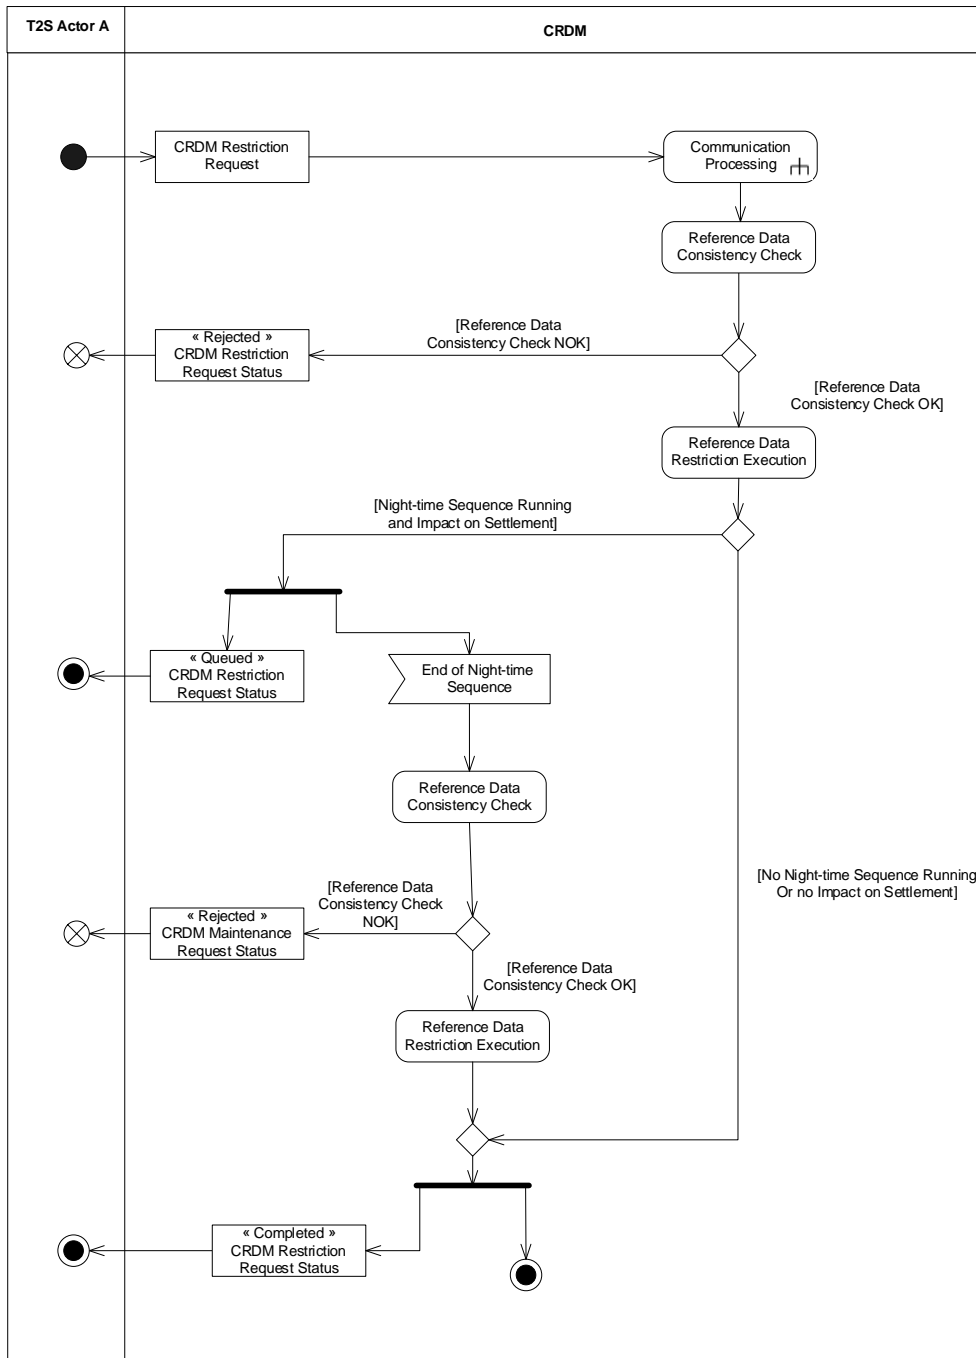 T2S Actor A
CRDM
CRDM Restriction
Request
Communication
Processing
Reference Data
Consistency Check
[Reference Data
Consistency Check NOK]
« Rejected »
CRDM Restriction
Request Status
[Reference Data
Consistency Check OK]
Reference Data
Restriction Execution
[Night-time Sequence Running
and Impact on Settlement]
« Queued »
CRDM Restriction
Request Status
End of Night-time
Sequence
Reference Data
Consistency Check
[No Night-time Sequence Running
Or no Impact on Settlement]
[Reference Data
Consistency Check
NOK]
« Rejected »
CRDM Maintenance
Request Status
[Reference Data
Consistency Check OK]
Reference Data
Restriction Execution
« Completed »
CRDM Restriction
Request Status